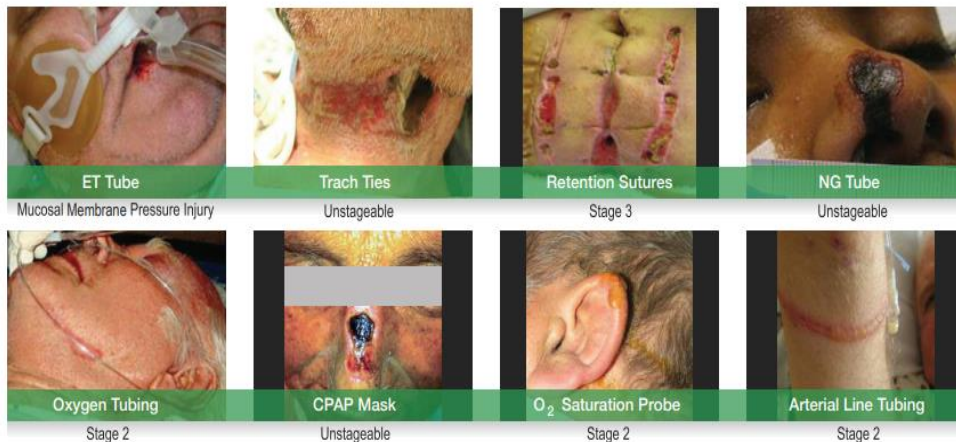 ET Tube
Mucosal Membrane Pressure Injury
Trach Ties
Unstageable
Retention Sutures
Stage 3
NG Tube
Unstageable
Oxygen Tubing
Stage 2
CPAP Mask
Unstageable
O₂ Saturation Probe
Stage 2
Arterial Line Tubing
Stage 2